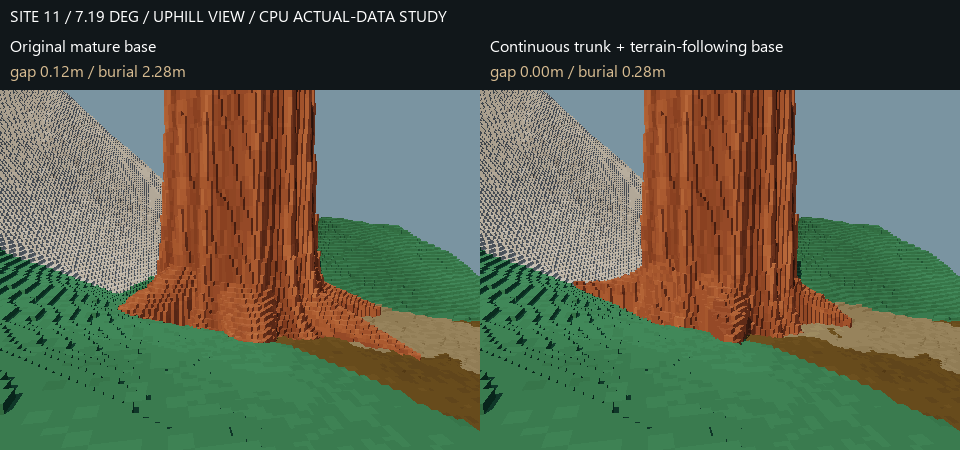 SITE 11 / 7.19 DEG / UPHILL VIEW / CPU ACTUAL-DATA STUDY
Original mature base
gap 0.12m / burial 2.28m
Continuous trunk + terrain-following base
gap 0.00m / burial 0.28m